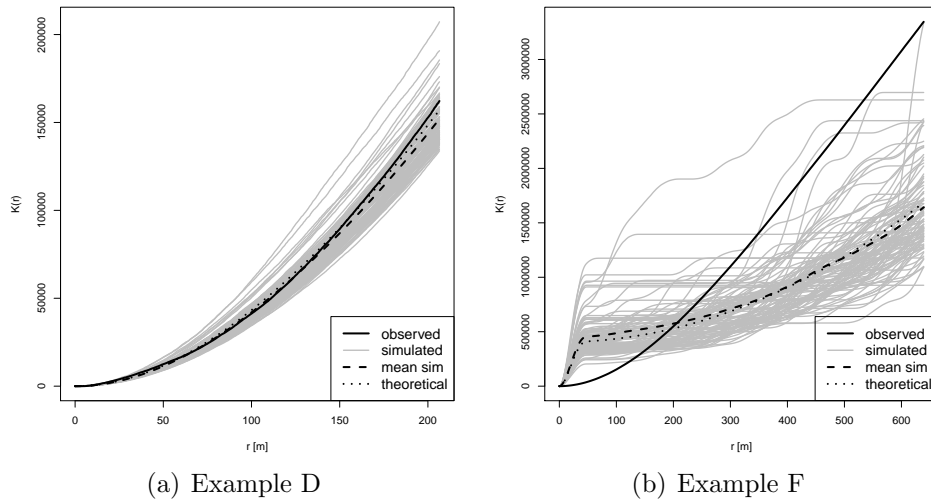 200000
150000
100000
50000
0
K(r)
0 50 100 150 200
r [m]
observed
simulated
mean sim
theoretical
(a) Example D
3000000
2500000
2000000
1500000
1000000
500000
0
K(r)
0 100 200 300 400 500 600
r [m]
observed
simulated
mean sim
theoretical
(b) Example F